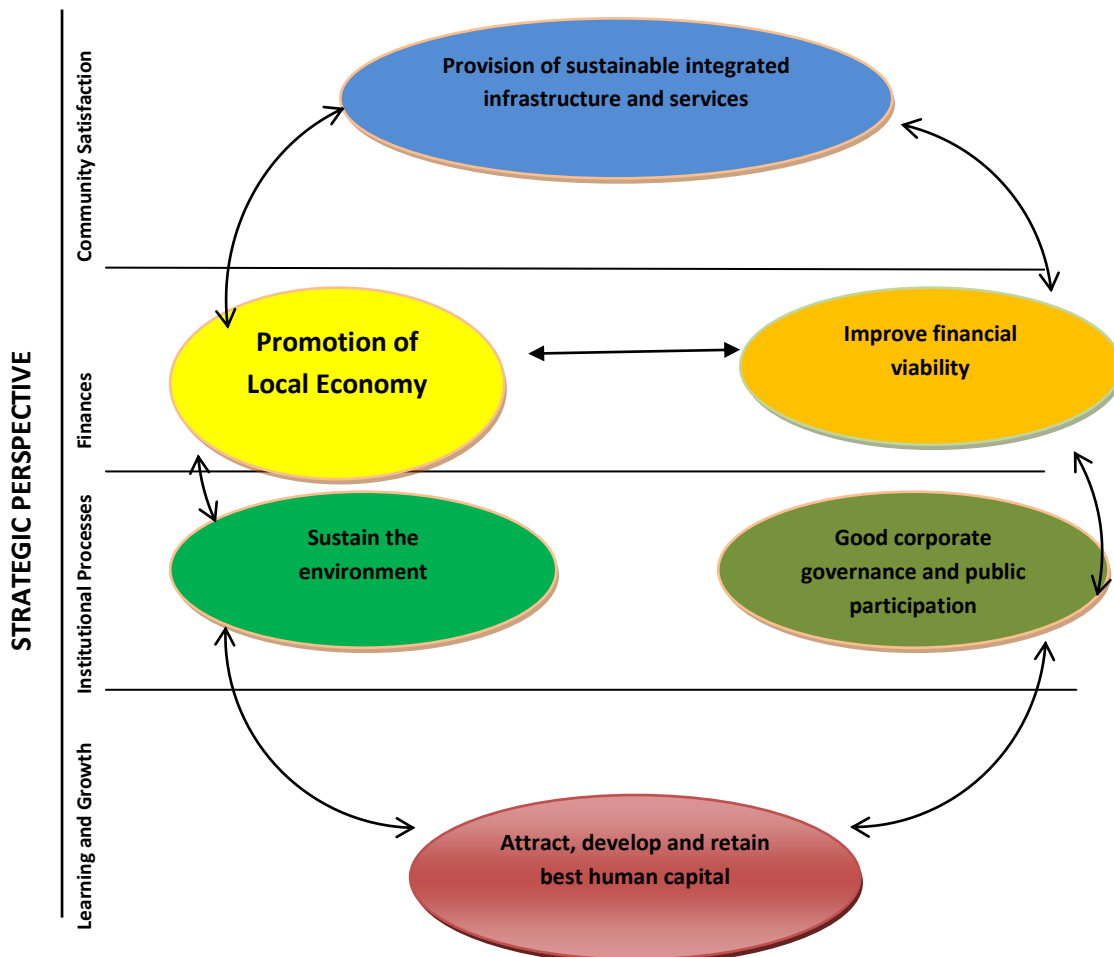 STRATEGIC PERSPECTIVE
Community Satisfaction
Provision of sustainable integrated
infrastructure and services
Finances
Promotion of
Local Economy
Improve financial
viability
Institutional Processes
Sustain the
environment
Good corporate
governance and public
participation
Learning and Growth
Attract, develop and retain
best human capital